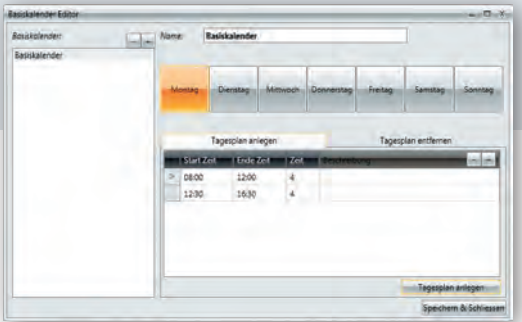 Basiskalender Editor
Basiskalender:
Name: Basiskalender
Basiskalender
Montag Dienstag Mittwoch Donnerstag Freitag Samstag Sonntag
Tagesplan anlegen Tagesplan entfernen
Start Zeit Ende Zeit Zeit Beschreibung
> 08:00 12:00 4
12:30 16:30 4
Tagesplan anlegen
Speichern & Schliessen